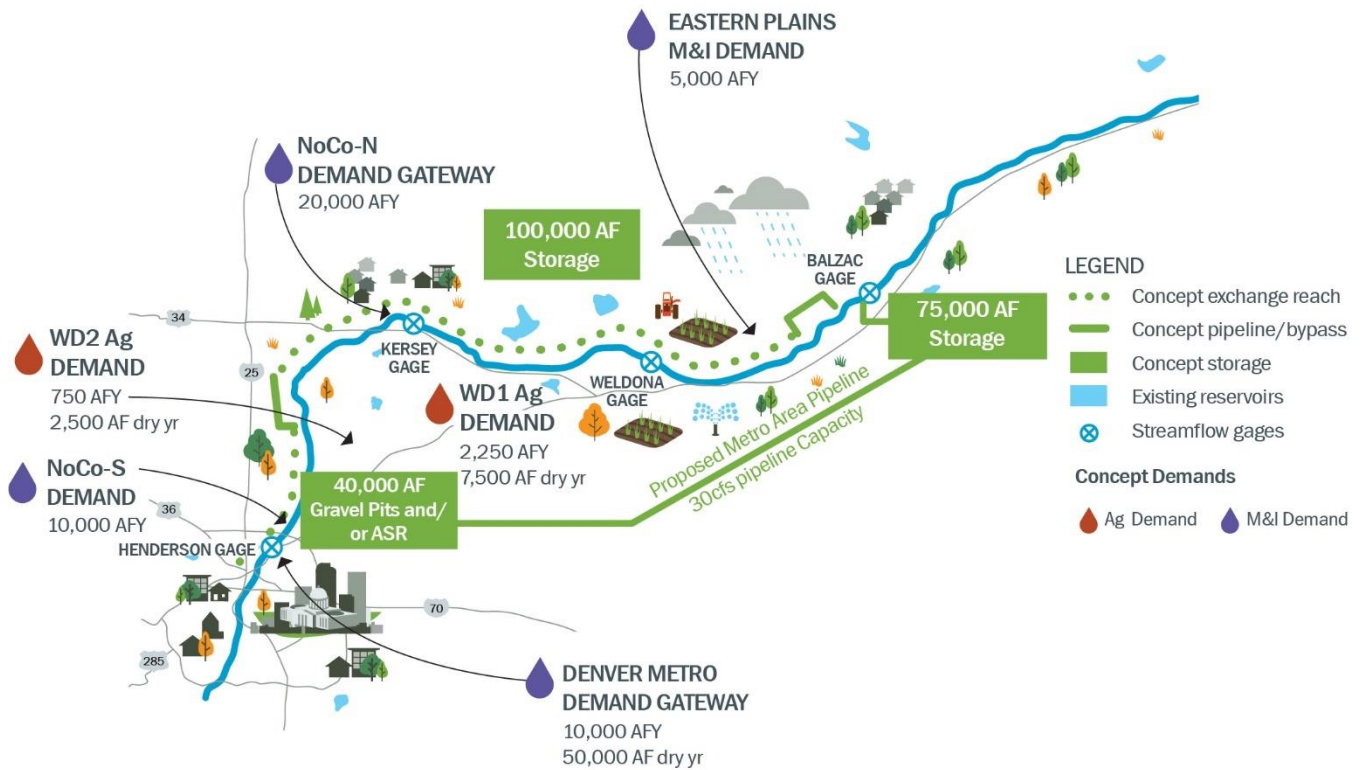 EASTERN PLAINS
M&I DEMAND
5,000 AFY
NoCo-N
DEMAND GATEWAY
20,000 AFY
100,000 AF
Storage
BALZAC
GAGE
75,000 AF
Storage
LEGEND
Concept exchange reach
Concept pipeline/bypass
Concept storage
Existing reservoirs
Streamflow gages
Concept Demands
Ag Demand
M&I Demand
34
KERSEY
GAGE
WELDONA
GAGE
WD2 Ag
DEMAND
750 AFY
2,500 AF dry yr
25
WD1 Ag
DEMAND
2,250 AFY
7,500 AF dry yr
Proposed Metro Area Pipeline
30cfs pipeline Capacity
NoCo-S
DEMAND
10,000 AFY
36
40,000 AF
Gravel Pits and/
or ASR
HENDERSON GAGE
70
285
DENVER METRO
DEMAND GATEWAY
10,000 AFY
50,000 AF dry yr